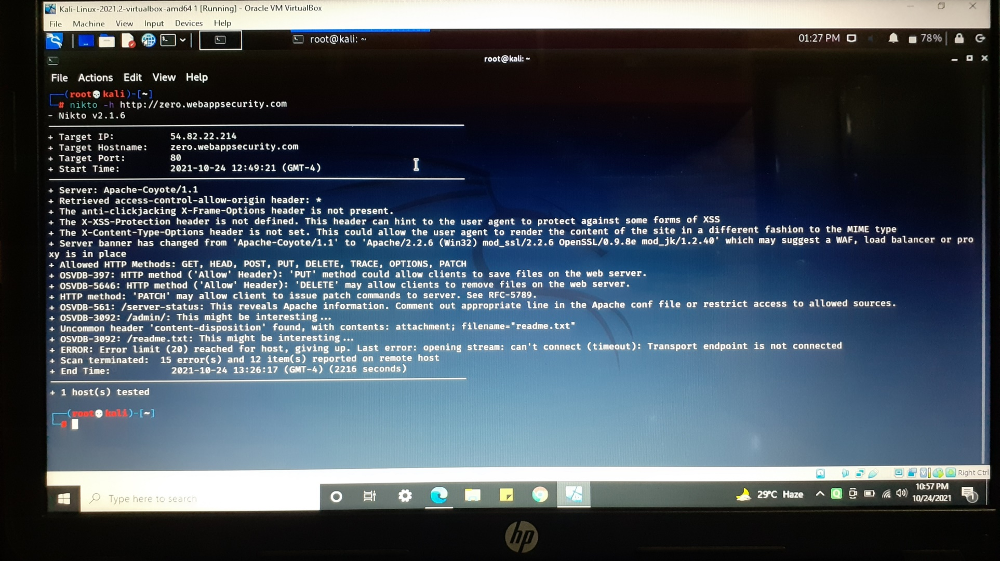 Kali-Linux-2021.2-virtualbox-amd64 1 [Running] - Oracle VM VirtualBox
File Machine View Input Devices Help
root@kali: ~
01:27 PM
78%
root@kali: ~
File Actions Edit View Help
(root💀kali)-[~]
# nikto -h http://zero.webappsecurity.com
- Nikto v2.1.6
+ Target IP: 54.82.22.214
+ Target Hostname: zero.webappsecurity.com
+ Target Port: 80
+ Start Time: 2021-10-24 12:49:21 (GMT-4)
+ Server: Apache-Coyote/1.1
+ Retrieved access-control-allow-origin header: *
+ The anti-clickjacking X-Frame-Options header is not present.
+ The X-XSS-Protection header is not defined. This header can hint to the user agent to protect against some forms of XSS
+ The X-Content-Type-Options header is not set. This could allow the user agent to render the content of the site in a different fashion to the MIME type
+ Server banner has changed from 'Apache-Coyote/1.1' to 'Apache/2.2.6 (Win32) mod_ssl/2.2.6 OpenSSL/0.9.8e mod_jk/1.2.40' which may suggest a WAF, load balancer or pro
xy is in place
+ Allowed HTTP Methods: GET, HEAD, POST, PUT, DELETE, TRACE, OPTIONS, PATCH
+ OSVDB-397: HTTP method ('Allow' Header): 'PUT' method could allow clients to save files on the web server.
+ OSVDB-5646: HTTP method ('Allow' Header): 'DELETE' may allow clients to remove files on the web server.
+ HTTP method: 'PATCH' may allow client to issue patch commands to server. See RFC-5789.
+ OSVDB-561: /server-status: This reveals Apache information. Comment out appropriate line in the Apache conf file or restrict access to allowed sources.
+ OSVDB-3092: /admin/: This might be interesting...
+ Uncommon header 'content-disposition' found, with contents: attachment; filename="readme.txt"
+ OSVDB-3092: /readme.txt: This might be interesting...
+ ERROR: Error limit (20) reached for host, giving up. Last error: opening stream: can't connect (timeout): Transport endpoint is not connected
+ Scan terminated: 15 error(s) and 12 item(s) reported on remote host
+ End Time: 2021-10-24 13:26:17 (GMT-4) (2216 seconds)
+ 1 host(s) tested
(root💀kali)-[~]
#
Right Ctrl
Type here to search
29°C Haze
10:57 PM
10/24/2021
1
hp